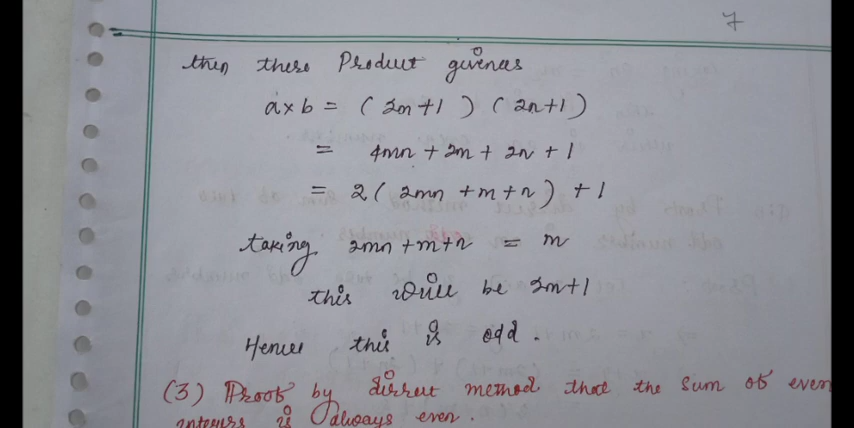 7
then there Product givenas
a×b = (2m+1) (2n+1)
= 4mn + 2m + 2n + 1
= 2(2mn + m + n) + 1
taking 2mn + m + n = m
this will be 2m+1
Hence this is odd.
(3) Proof by dirrect method that the sum of even
integers is always even.